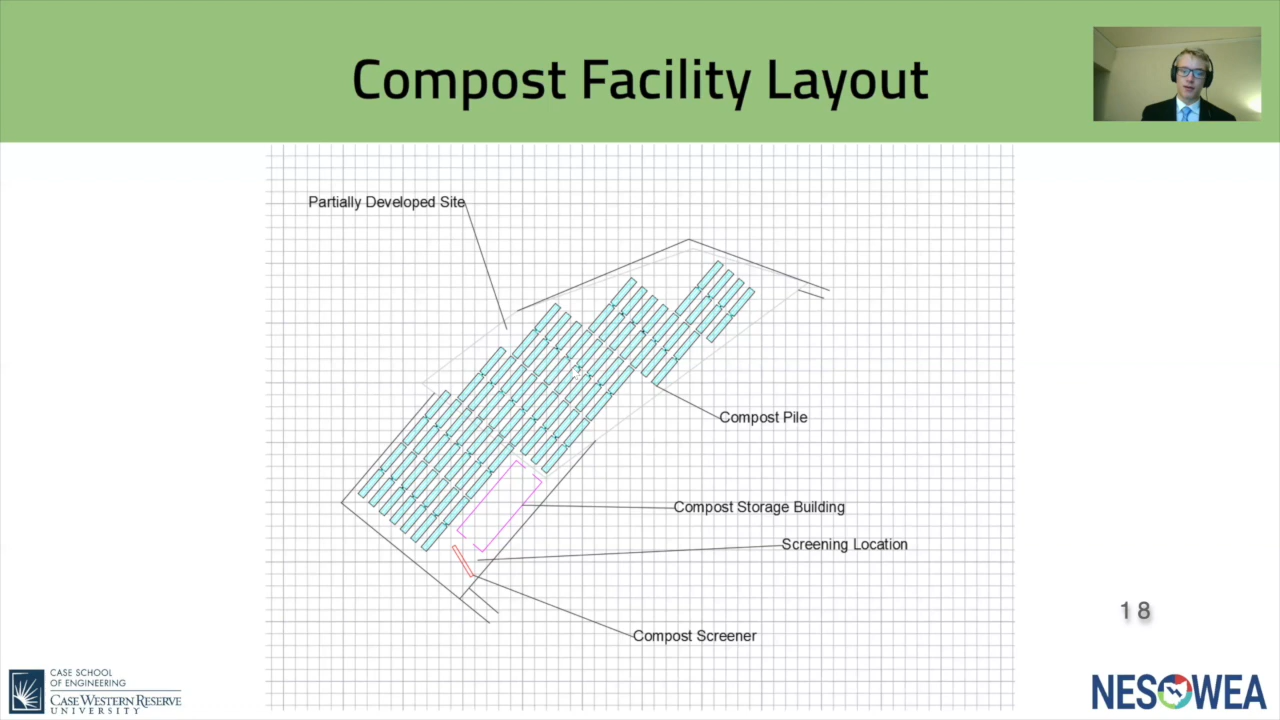 Compost Facility Layout
Partially Developed Site
Compost Pile
Compost Storage Building
Screening Location
Compost Screener
18
CASE SCHOOL
OF ENGINEERING
CASE WESTERN RESERVE
UNIVERSITY
NESOWEA